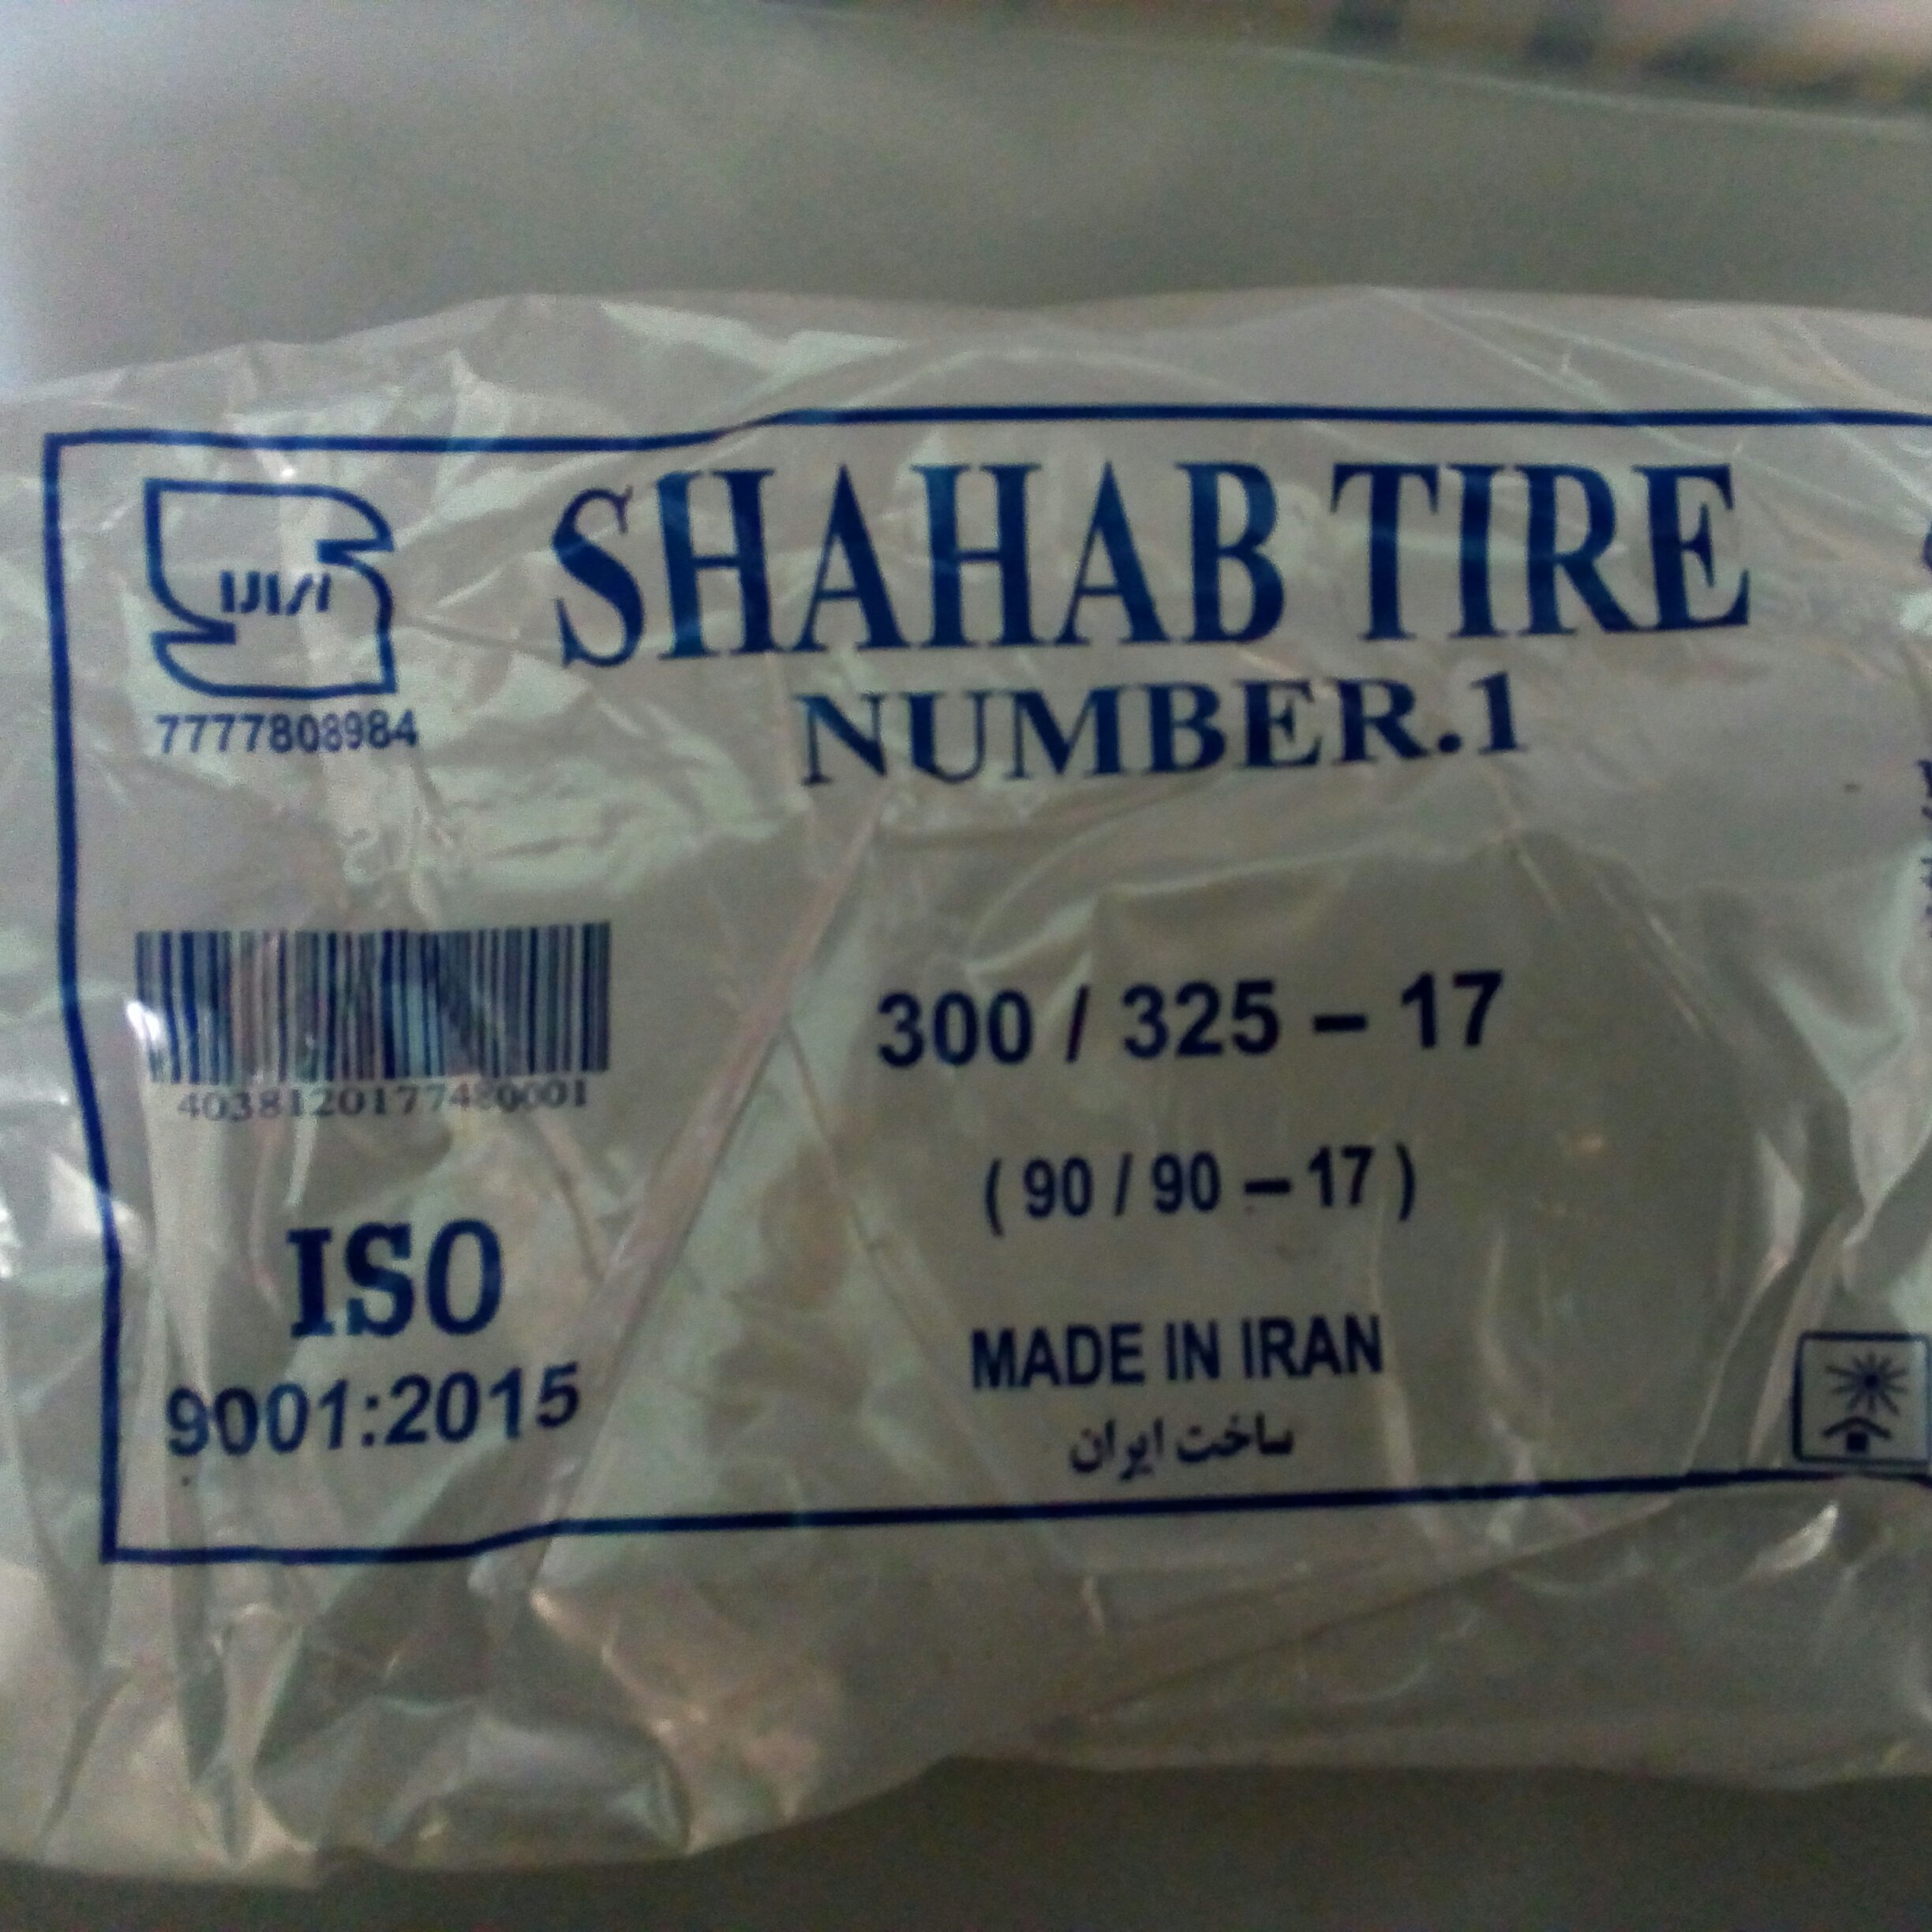 SHAHAB TIRE
NUMBER.1
7777808984
300 / 325 – 17
( 90 / 90 – 17 )
ISO
9001:2015
MADE IN IRAN
ساخت ایران